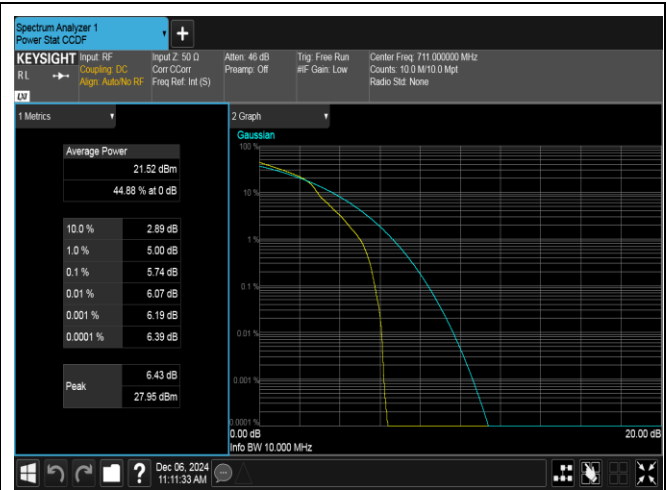 Spectrum Analyzer 1
Power Stat CCDF
+
KEYSIGHT
RL
LXI
Input: RF
Coupling: DC
Align: Auto/No RF
Input Z: 50 Ω
Corr CCorr
Freq Ref: Int (S)
Atten: 46 dB
Preamp: Off
Trig: Free Run
#IF Gain: Low
Center Freq: 711.000000 MHz
Counts: 10.0 M/10.0 Mpt
Radio Std: None
1 Metrics
Average Power
21.52 dBm
44.88 % at 0 dB
10.0 % 2.89 dB
1.0 % 5.00 dB
0.1 % 5.74 dB
0.01 % 6.07 dB
0.001 % 6.19 dB
0.0001 % 6.39 dB
Peak
6.43 dB
27.95 dBm
2 Graph
Gaussian
100 %
10 %
1 %
0.1 %
0.01 %
0.001 %
0.0001 %
0.00 dB 20.00 dB
Info BW 10.000 MHz
?
Dec 06, 2024
11:11:33 AM